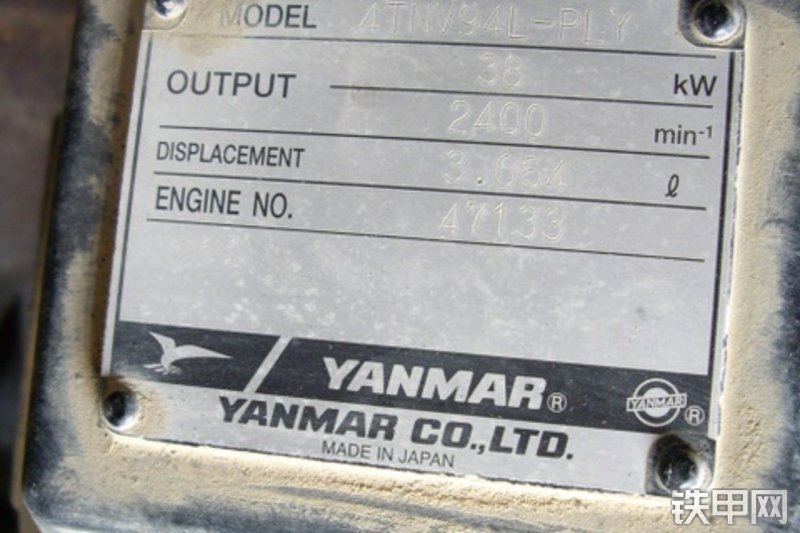 MODEL 4TNV94L-PLY
OUTPUT 38 kW
2400 min-1
DISPLACEMENT 3.054 ℓ
ENGINE NO. 47133
YANMAR ®
YANMAR ®
YANMAR CO.,LTD.
MADE IN JAPAN
铁甲网